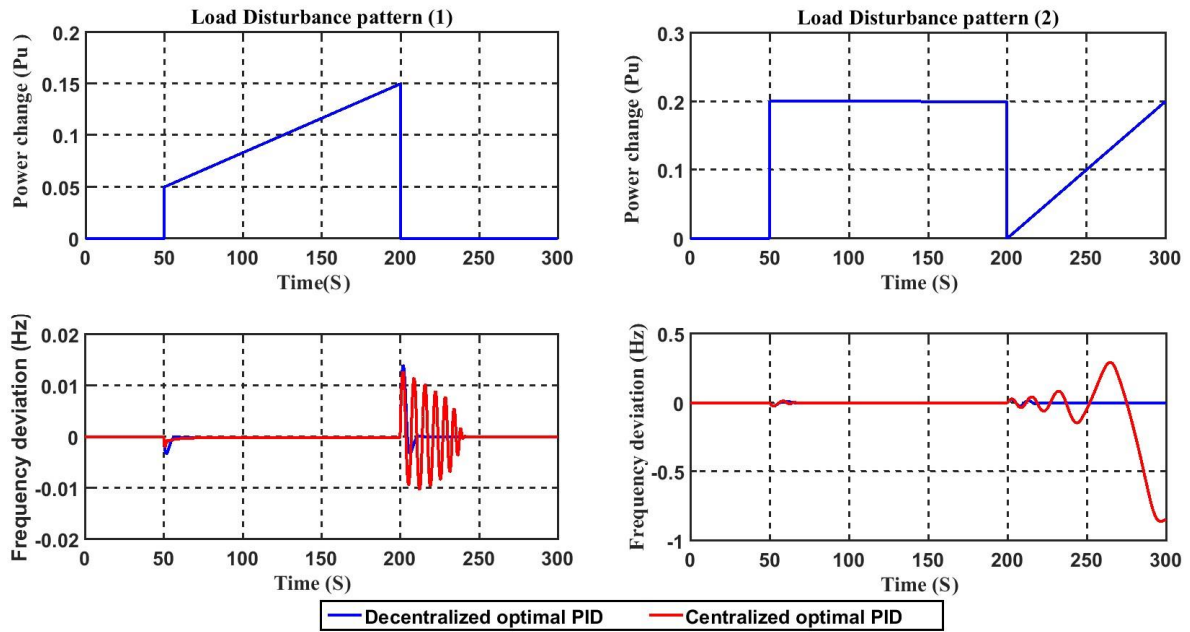 Load Disturbance pattern (1)
Power change (Pu)
0.2
0.15
0.1
0.05
0
0 50 100 150 200 250 300
Time(S)
Load Disturbance pattern (2)
Power change (Pu)
0.3
0.2
0.1
0
0 50 100 150 200 250 300
Time (S)
Frequency deviation (Hz)
0.02
0.01
0
-0.01
-0.02
0 50 100 150 200 250 300
Time (S)
Frequency deviation (Hz)
0.5
0
-0.5
-1
0 50 100 150 200 250 300
Time (S)
Decentralized optimal PID Centralized optimal PID